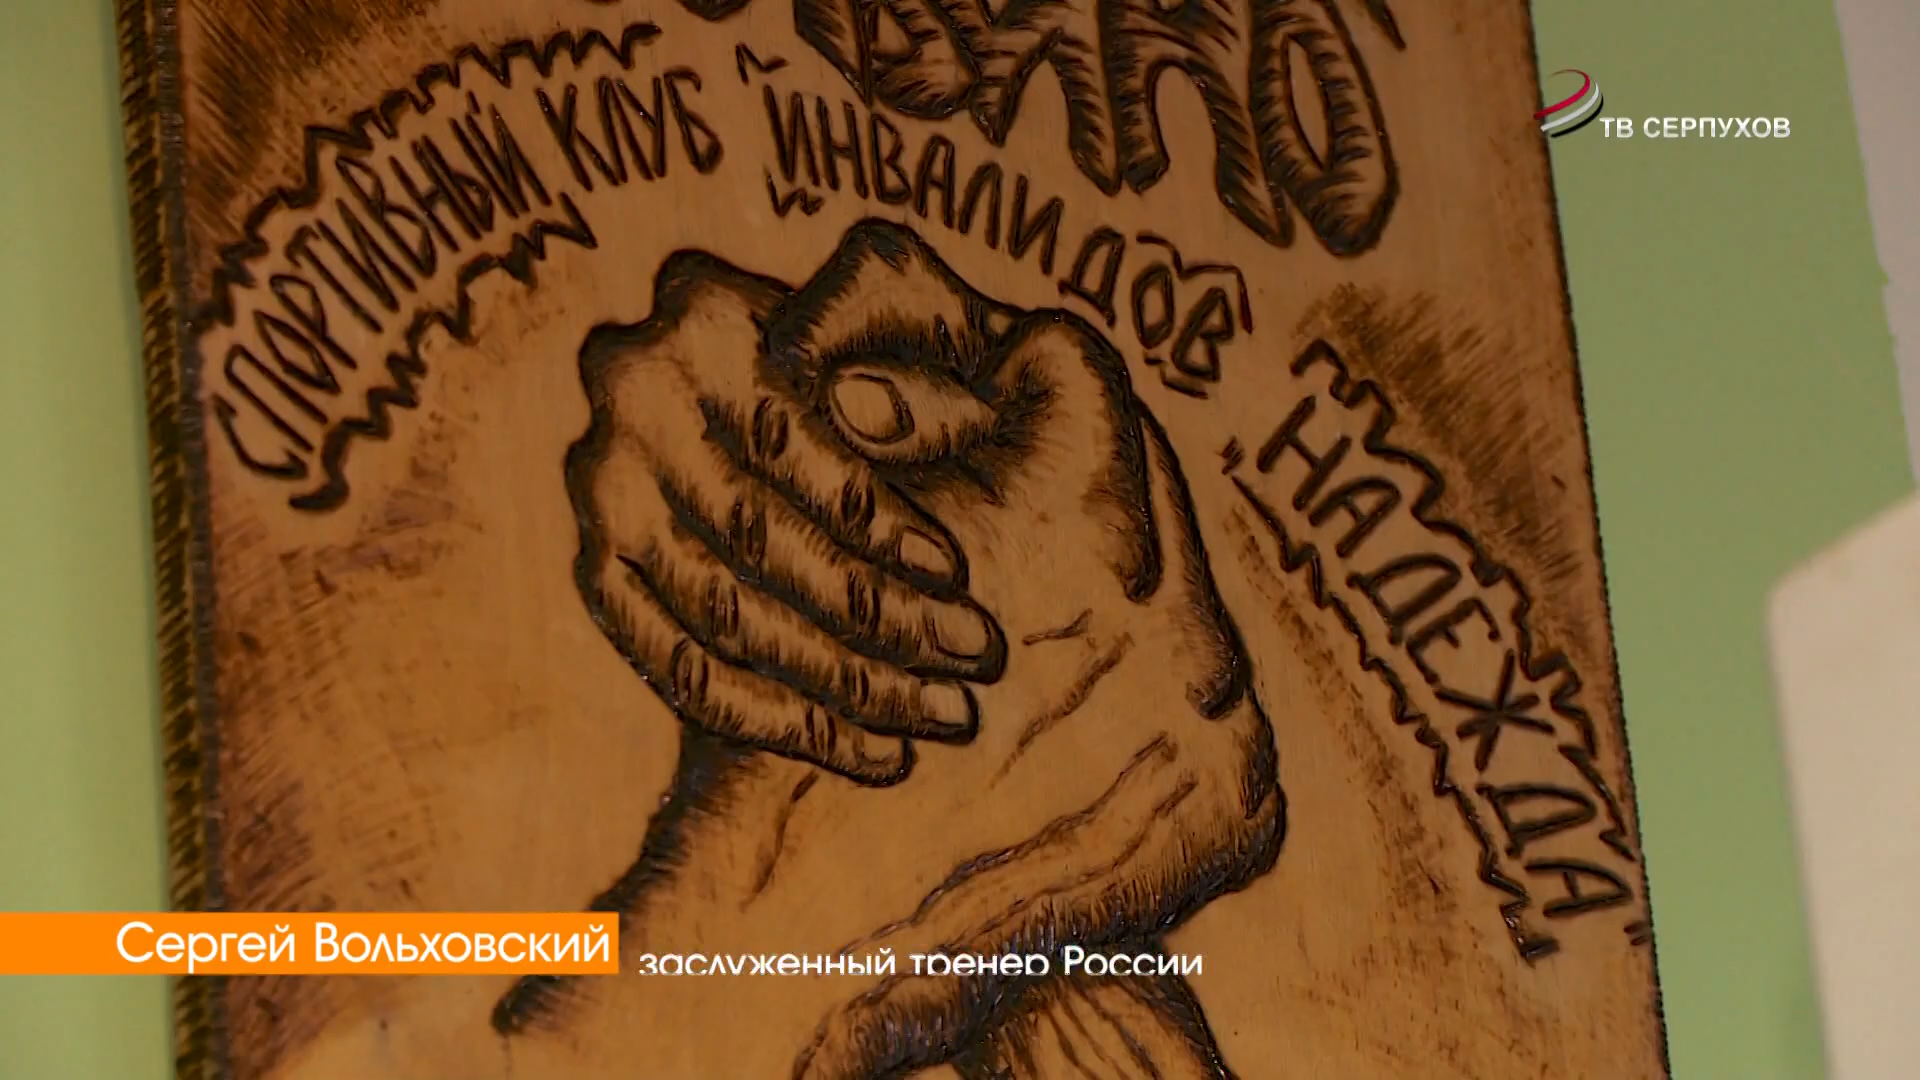 ТВ СЕРПУХОВ
СПОРТИВНЫЙ КЛУБ ИНВАЛИДОВ
"НАДЕЖДА"
Сергей Вольховский
заслуженный тренер России